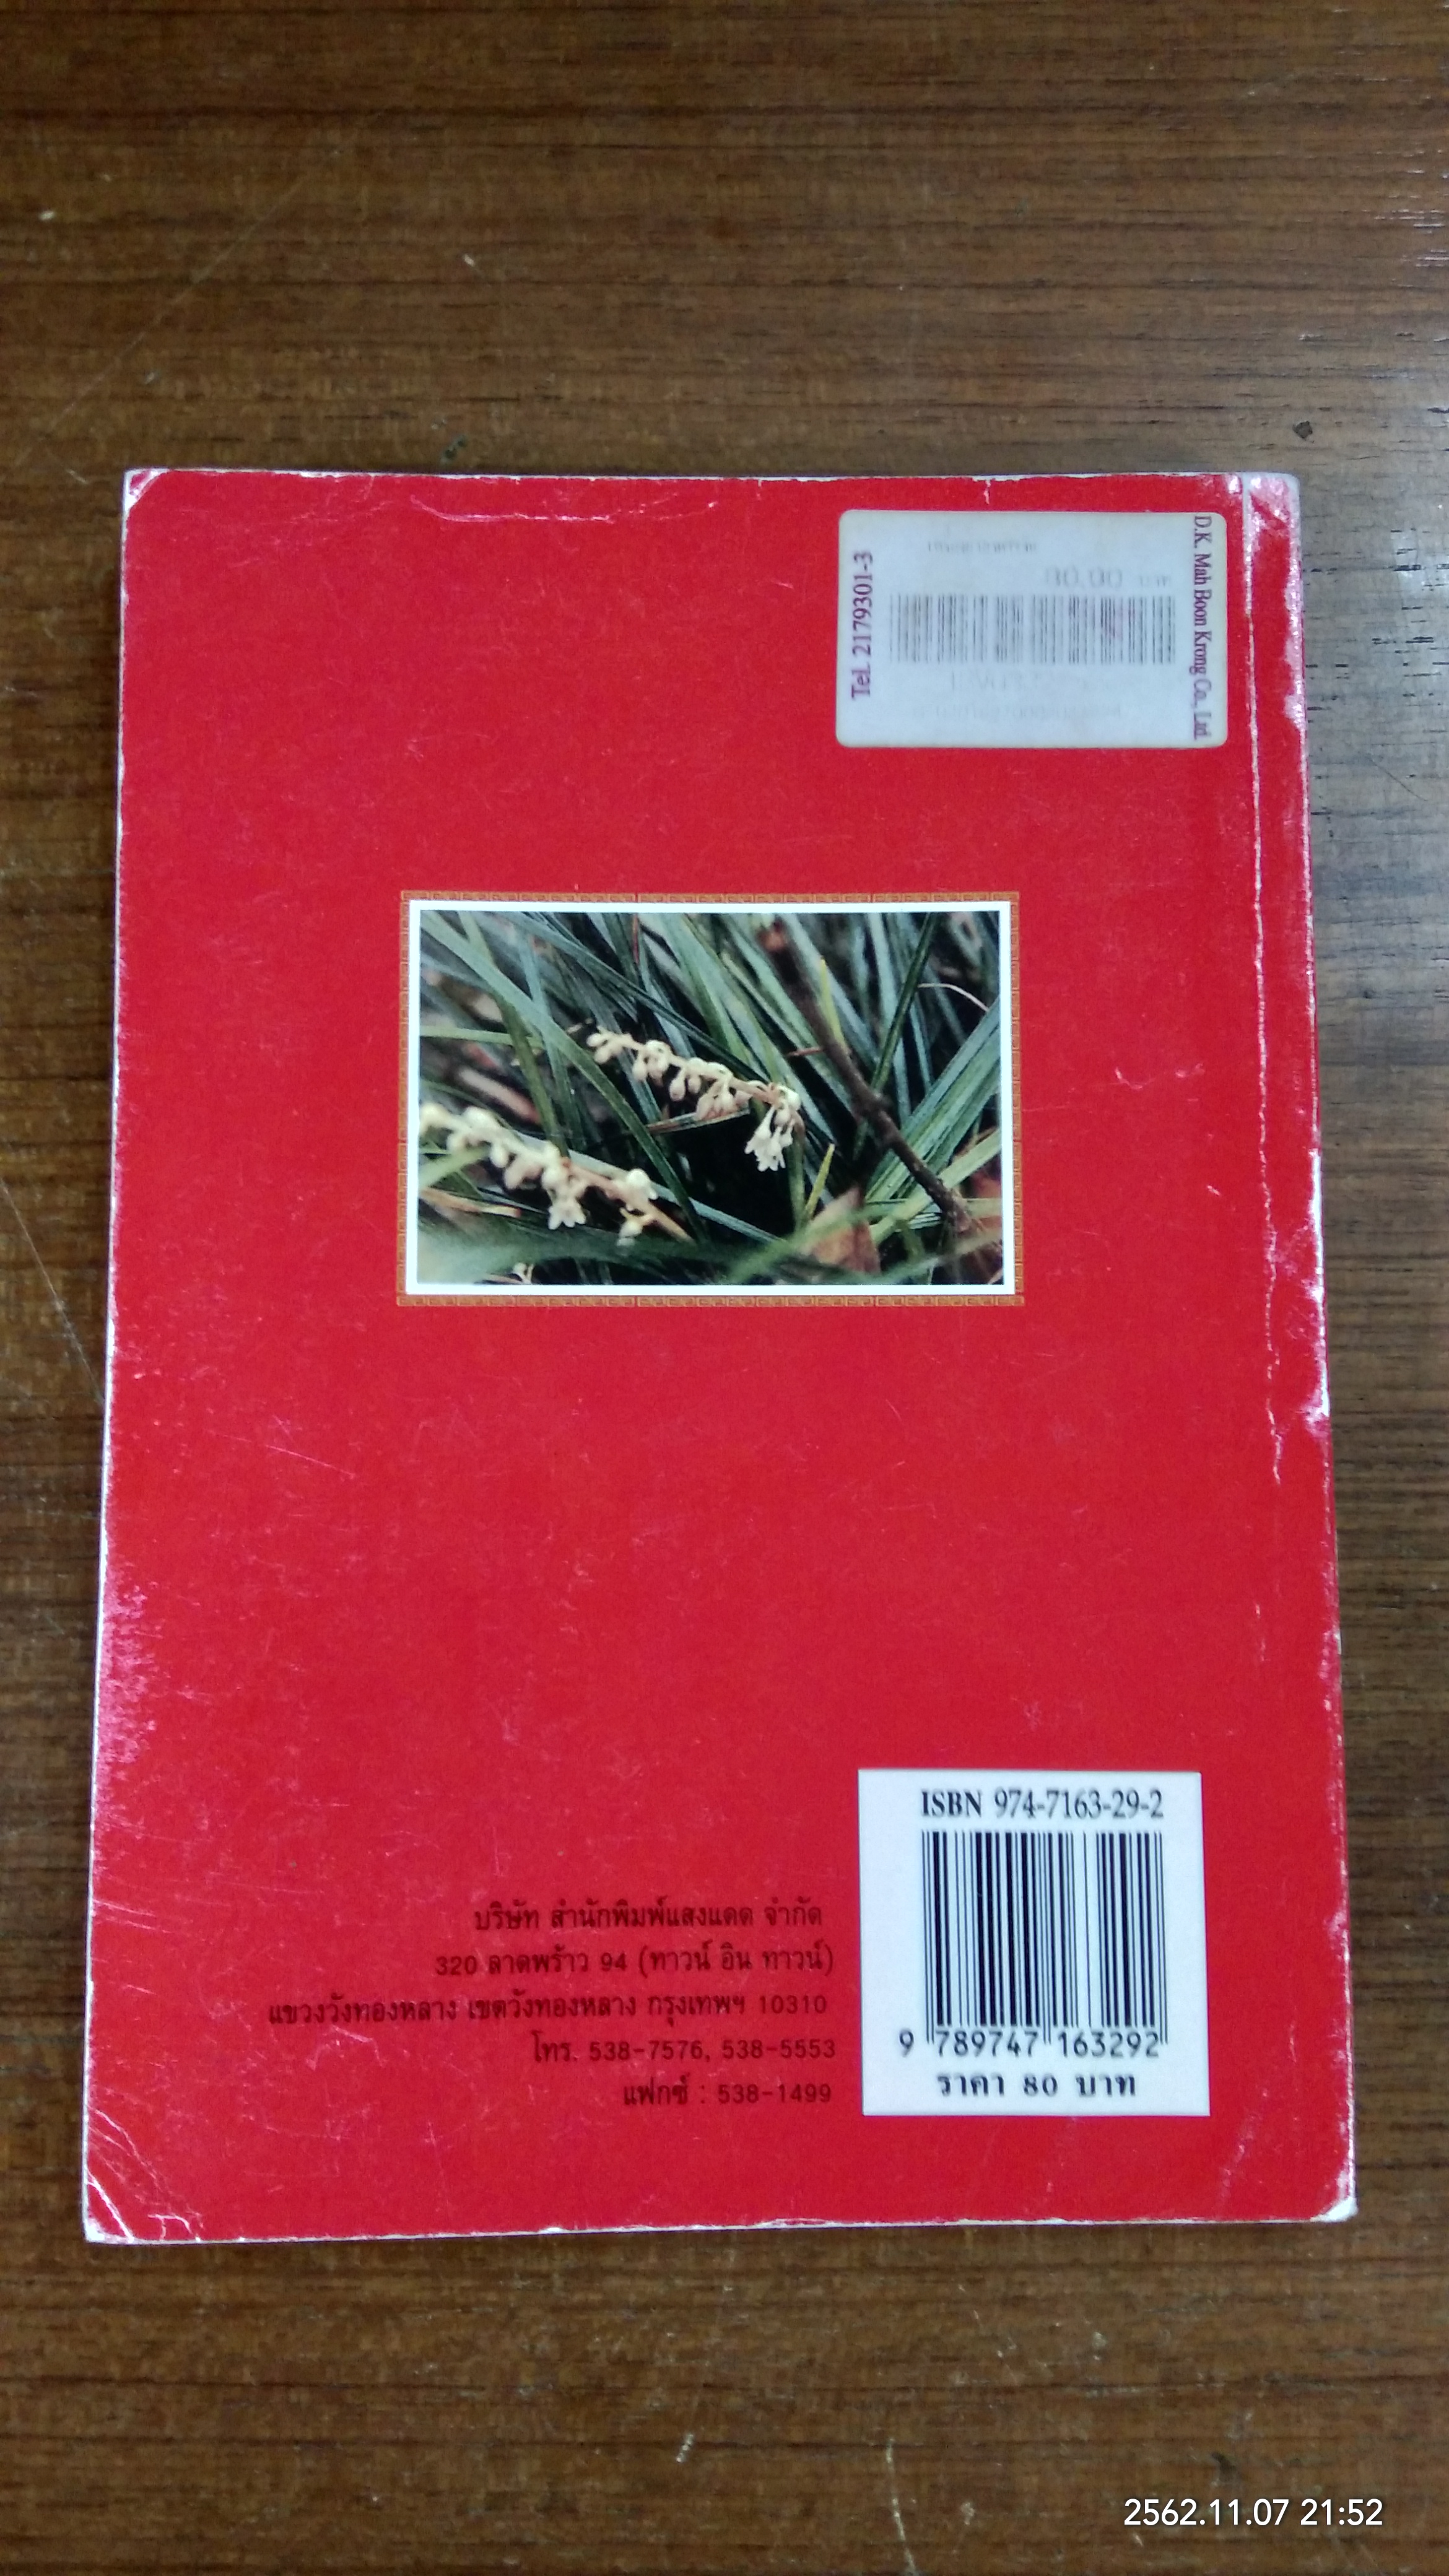 D.K. Mah Boon Krong Co., Ltd.
80.00 บาท
Tel. 2179301-3
ISBN 974-7163-29-2
9 789747 163292
ราคา 80 บาท
บริษัท สำนักพิมพ์แสงแดด จำกัด
320 ลาดพร้าว 94 (ทาวน์ อิน ทาวน์)
แขวงวังทองหลาง เขตวังทองหลาง กรุงเทพฯ 10310
โทร. 538-7576, 538-5553
แฟกซ์ : 538-1499
2562.11.07 21:52